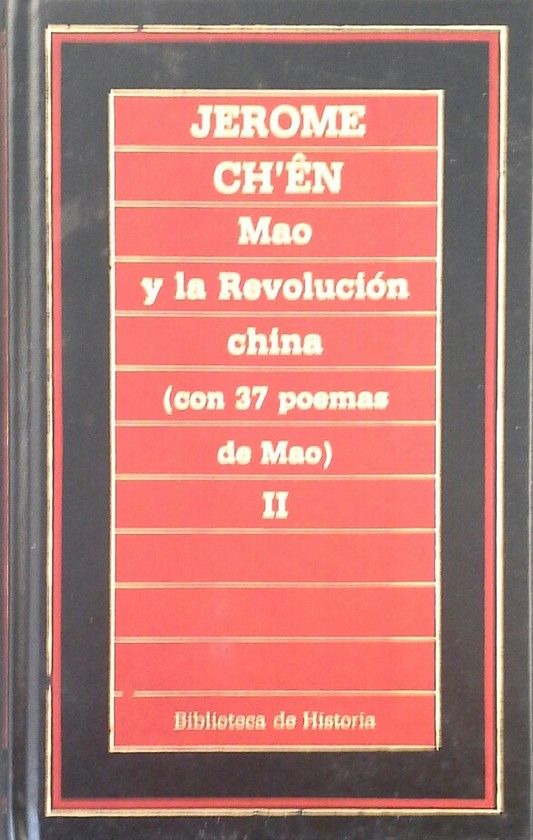 JEROME
CH'ÊN
Mao
y la Revolución
china
(con 37 poemas
de Mao)
II
Biblioteca de Historia